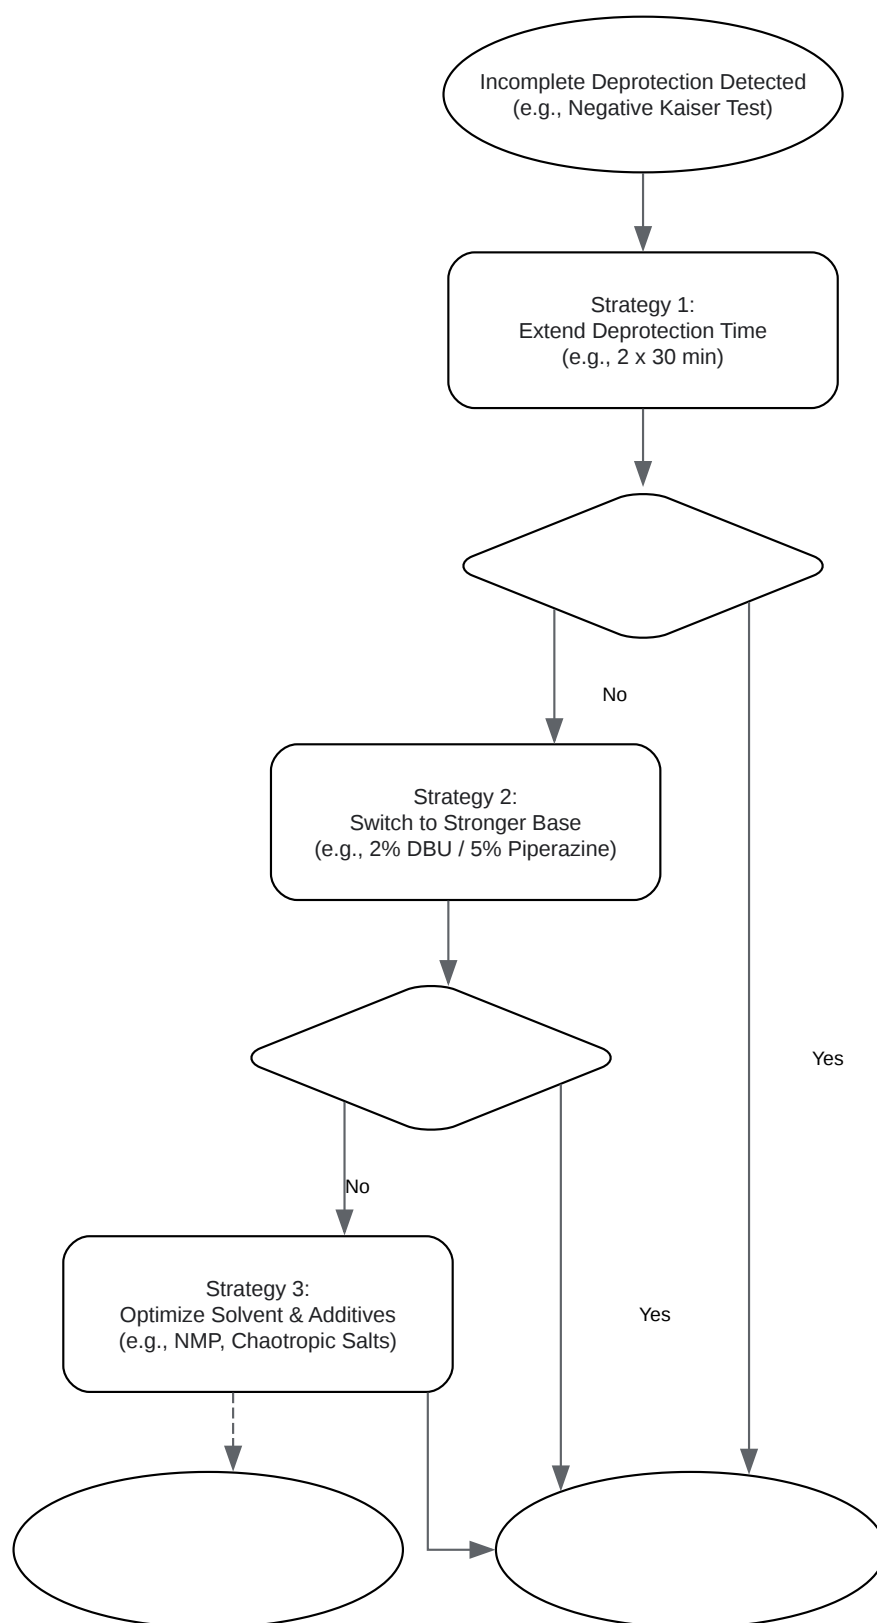 Incomplete Deprotection Detected
(e.g., Negative Kaiser Test)
Strategy 1:
Extend Deprotection Time
(e.g., 2 x 30 min)
No
Strategy 2:
Switch to Stronger Base
(e.g., 2% DBU / 5% Piperazine)
Yes
No
Strategy 3:
Optimize Solvent & Additives
(e.g., NMP, Chaotropic Salts)
Yes